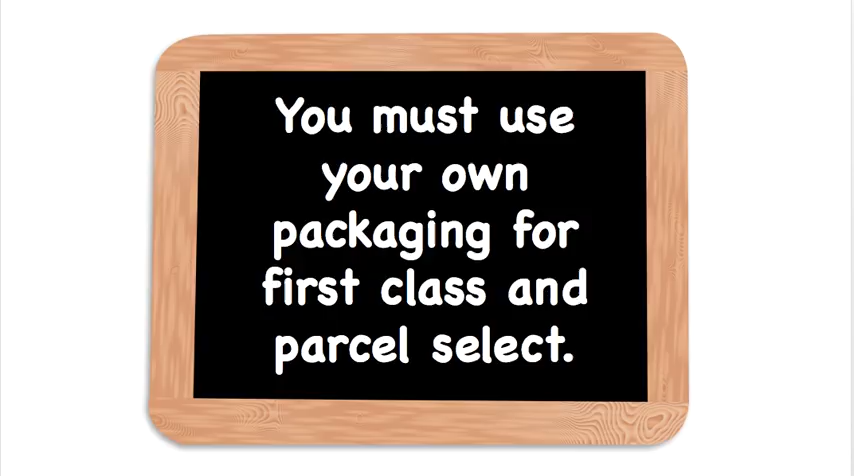 You must use
your own
packaging for
first class and
parcel select.